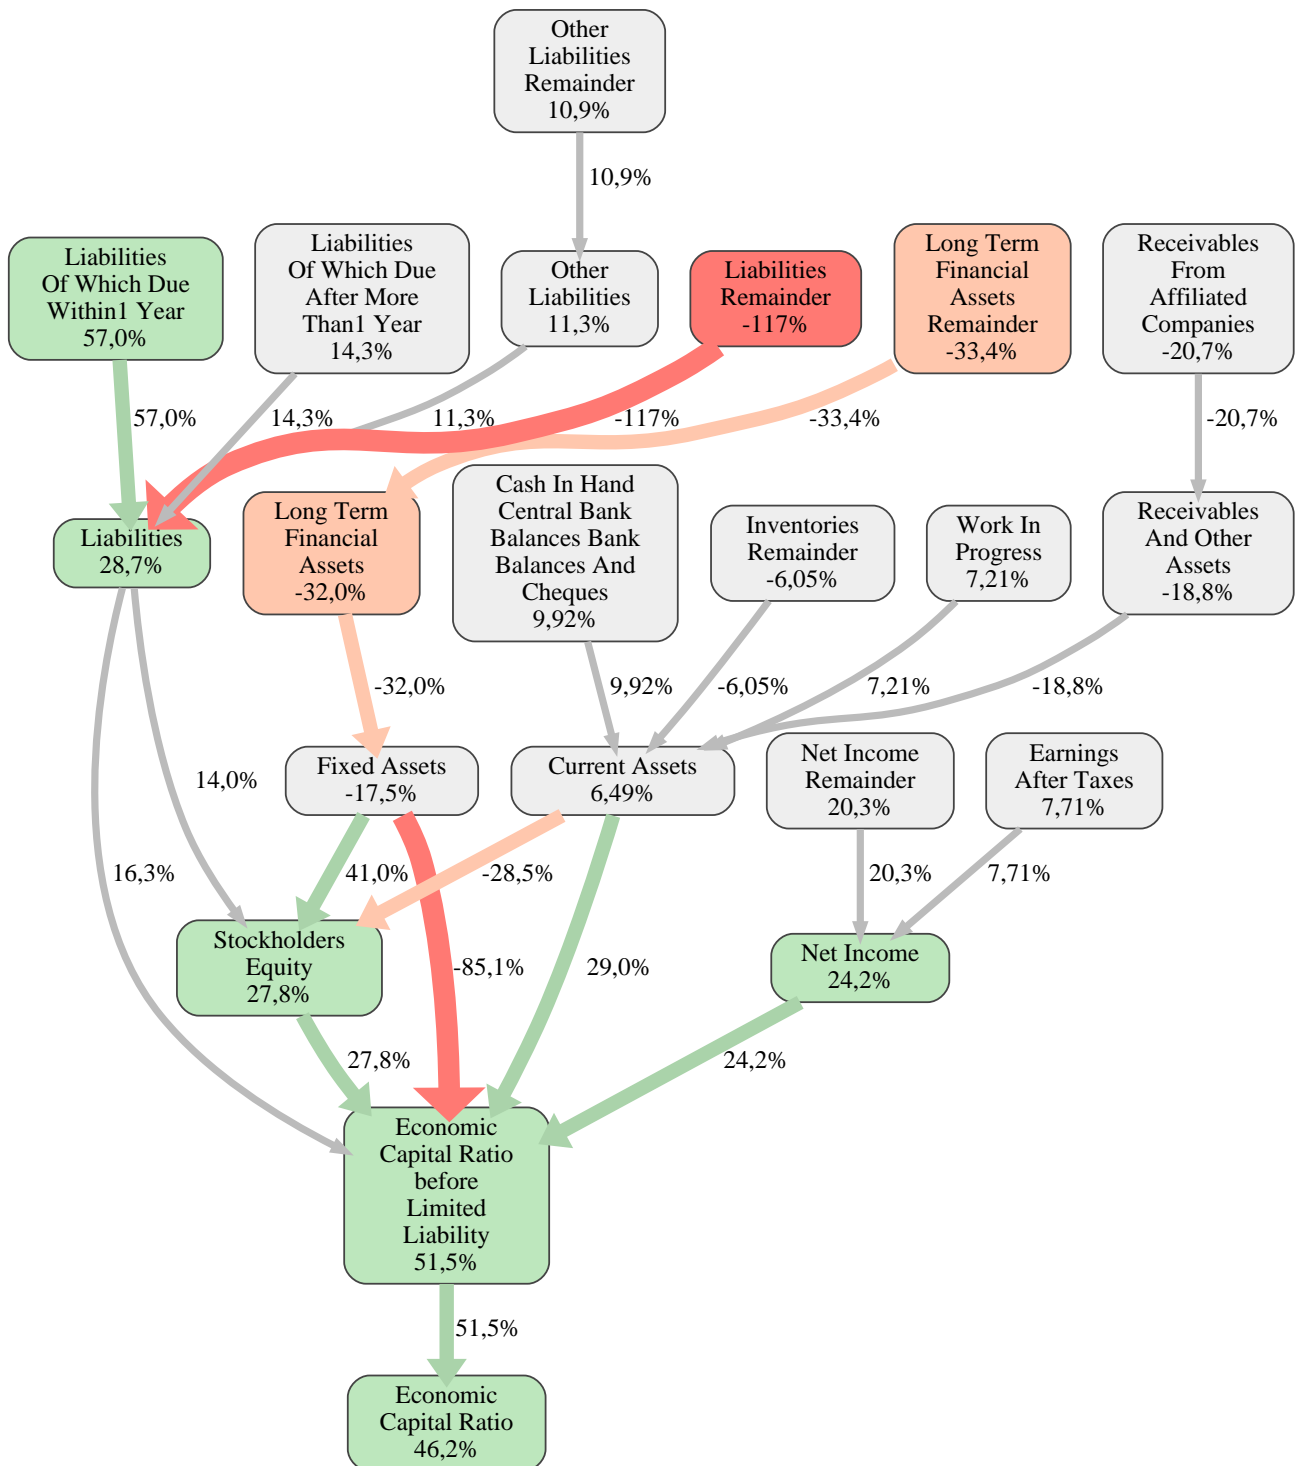 Other
Liabilities
Remainder
10,9%
10,9%
Liabilities
Of Which Due
Within1 Year
57,0%
Liabilities
Of Which Due
After More
Than1 Year
14,3%
Other
Liabilities
11,3%
Liabilities
Remainder
-117%
Long Term
Financial
Assets
Remainder
-33,4%
Receivables
From
Affiliated
Companies
-20,7%
57,0%
14,3%
11,3%
-117%
-33,4%
-20,7%
Liabilities
28,7%
Long Term
Financial
Assets
-32,0%
Cash In Hand
Central Bank
Balances Bank
Balances And
Cheques
9,92%
Inventories
Remainder
-6,05%
Work In
Progress
7,21%
Receivables
And Other
Assets
-18,8%
-32,0%
9,92%
-6,05%
7,21%
-18,8%
14,0%
Fixed Assets
-17,5%
Current Assets
6,49%
Net Income
Remainder
20,3%
Earnings
After Taxes
7,71%
16,3%
41,0%
-28,5%
20,3%
7,71%
Stockholders
Equity
27,8%
-85,1%
29,0%
Net Income
24,2%
27,8%
24,2%
Economic
Capital Ratio
before
Limited
Liability
51,5%
51,5%
Economic
Capital Ratio
46,2%